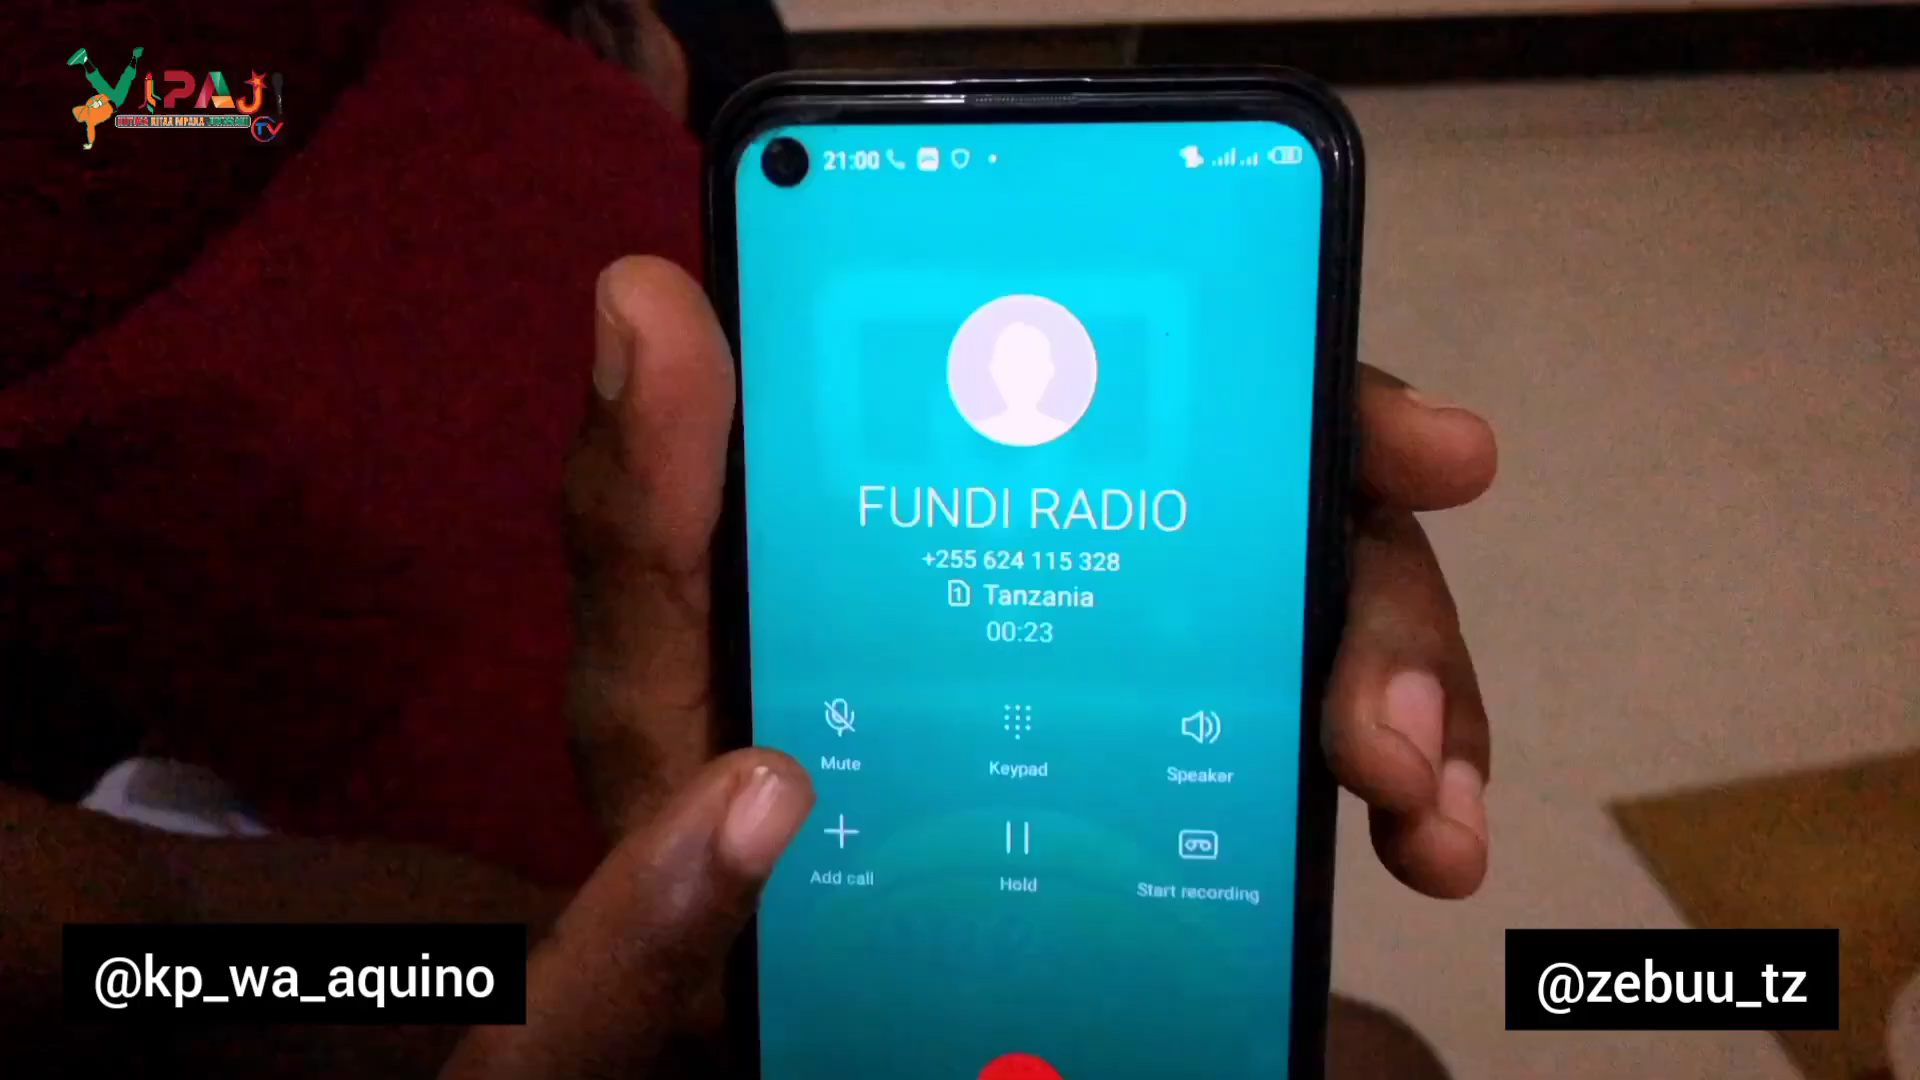 ViPAJi
TV
21:00
FUNDI RADIO
+255 624 115 328
1 Tanzania
00:23
Mute
Keypad
Speaker
Add call
Hold
Start recording
@kp_wa_aquino
@zebuu_tz